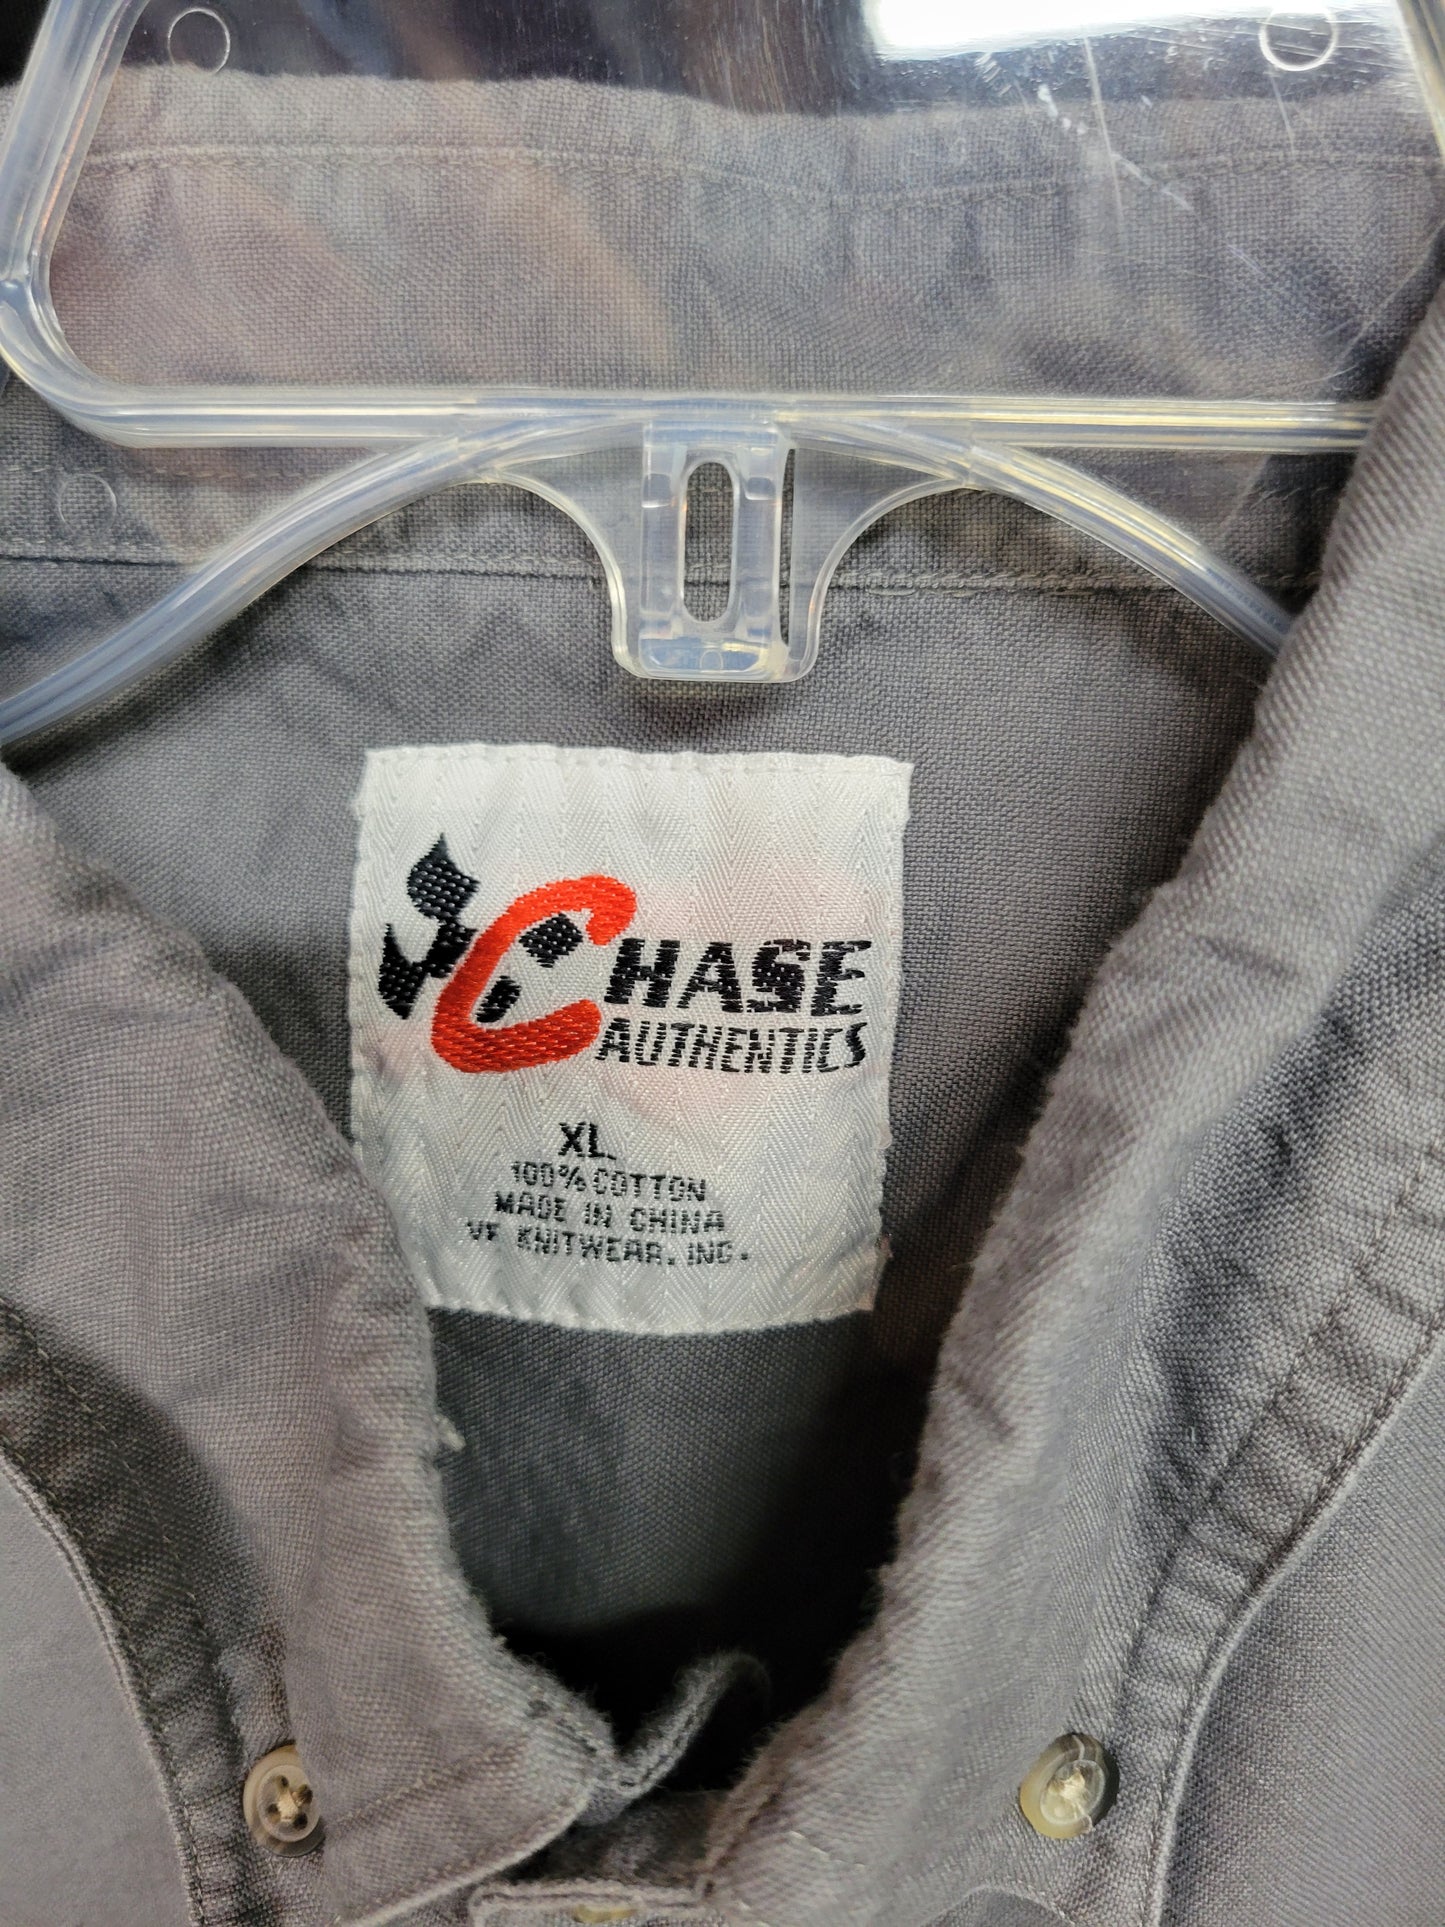 CHASE
AUTHENTICS
XL
100% COTTON
MADE IN CHINA
VF KNITWEAR, INC.